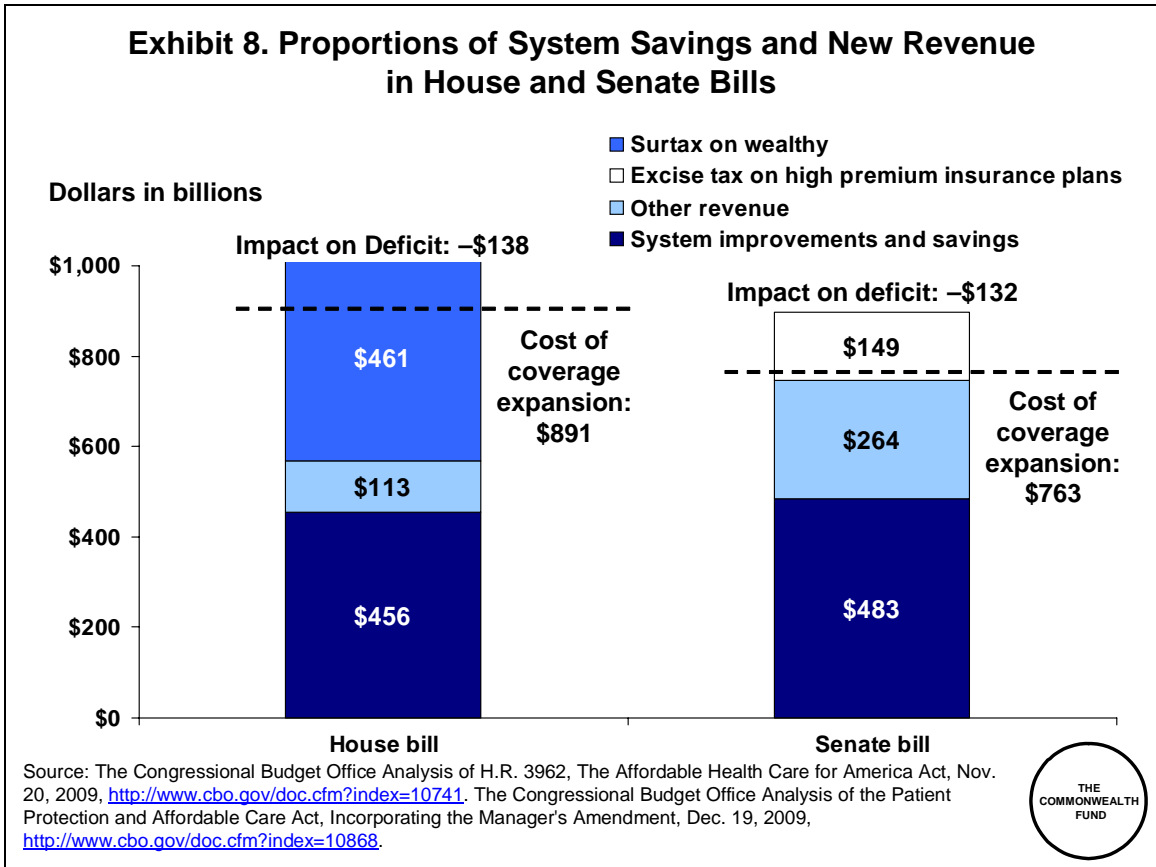 Exhibit 8. Proportions of System Savings and New Revenue
in House and Senate Bills
Surtax on wealthy
Excise tax on high premium insurance plans
Other revenue
System improvements and savings
Dollars in billions
Impact on Deficit: –$138
Impact on deficit: –$132
$1,000
$800
$600
$400
$200
$0
$461
$113
$456
Cost of
coverage
expansion:
$891
$149
$264
$483
Cost of
coverage
expansion:
$763
House bill
Senate bill
Source: The Congressional Budget Office Analysis of H.R. 3962, The Affordable Health Care for America Act, Nov.
20, 2009, http://www.cbo.gov/doc.cfm?index=10741. The Congressional Budget Office Analysis of the Patient
Protection and Affordable Care Act, Incorporating the Manager's Amendment, Dec. 19, 2009,
http://www.cbo.gov/doc.cfm?index=10868.
THE
COMMONWEALTH
FUND